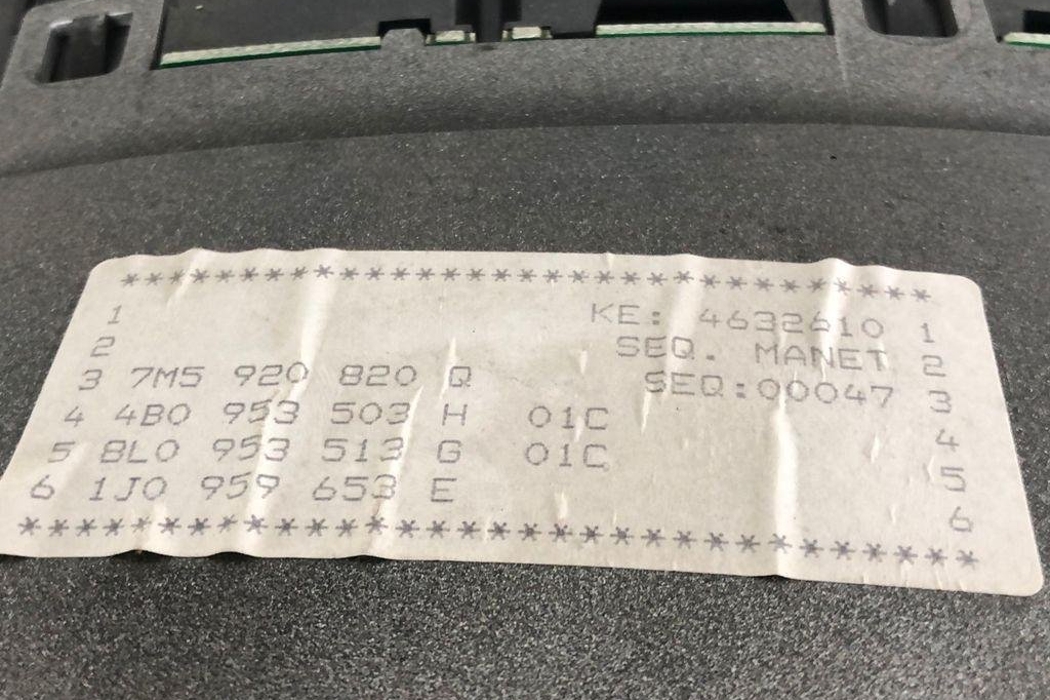 * * * * * * * * * * * * * * * * * * * * * * * * * * * * * * * * * *
1 KE: 4632610 1
2 SEQ. MANET 2
3 7M5 920 820 Q SEQ:00047 3
4 4B0 953 503 H 01C 4
5 8L0 953 513 G 01C 5
6 1J0 959 653 E 6
* * * * * * * * * * * * * * * * * * * * * * * * * * * * * * * * * *